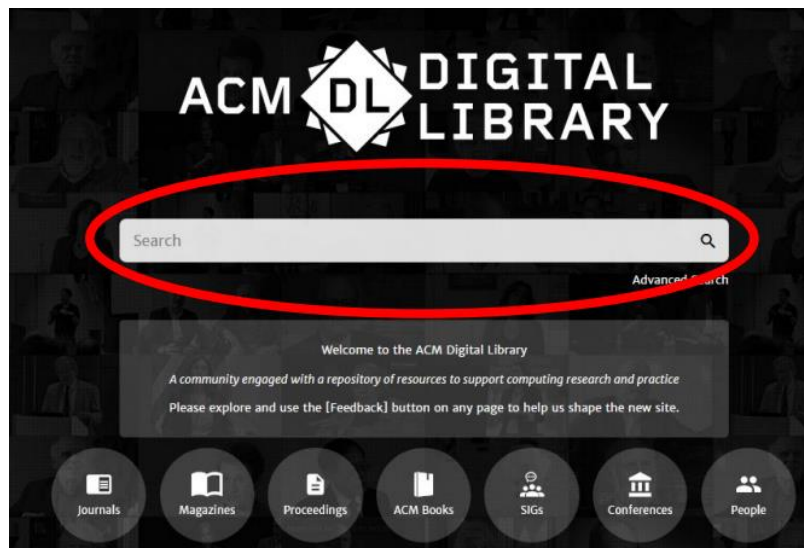 ACM DL DIGITAL
LIBRARY
Search
Advanced Search
Welcome to the ACM Digital Library
A community engaged with a repository of resources to support computing research and practice
Please explore and use the [Feedback] button on any page to help us shape the new site.
Journals Magazines Proceedings ACM Books SIGs Conferences People